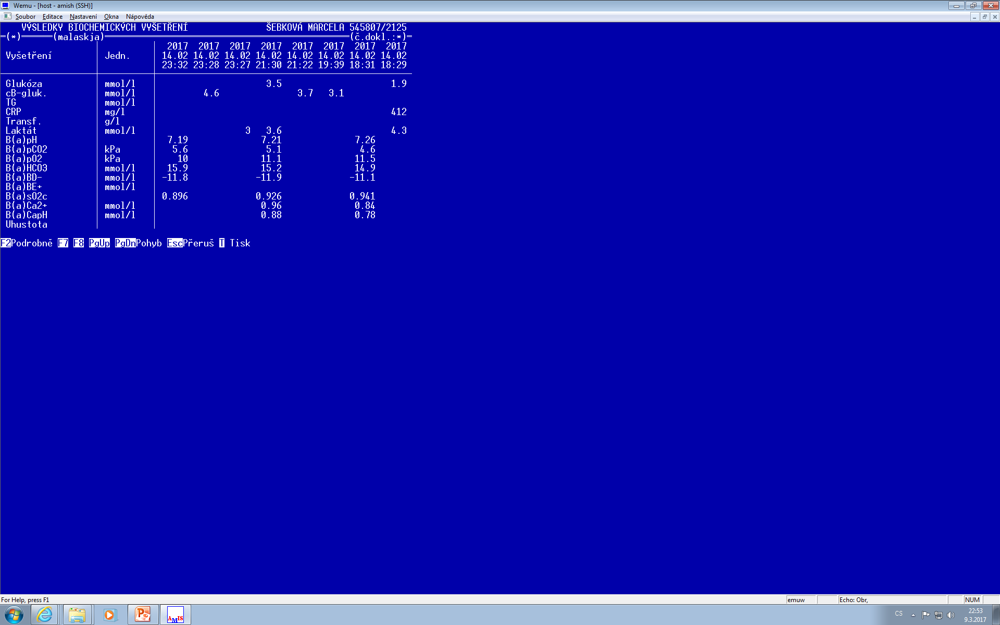 Wemu - [host - amish (SSH)]
Soubor Editace Nastavení Okna Nápověda
VÝSLEDKY BIOCHEMICKÝCH VYŠETŘENÍ ŠEBKOVÁ MARCELA 545807/2125
=(*)══════(malaskja)═══════(č.dokl.:*)=
2017 2017 2017 2017 2017 2017 2017 2017
Vyšetření Jedn. 14.02 14.02 14.02 14.02 14.02 14.02 14.02 14.02
23:32 23:28 23:27 21:30 21:22 19:39 18:31 18:29
Glukóza mmol/l 3.5 1.9
cB-gluk. mmol/l 4.6 3.7 3.1
TG mmol/l
CRP mg/l 412
Transf. g/l
Laktát mmol/l 3 3.6 4.3
B(a)pH 7.19 7.21 7.26
B(a)pCO2 kPa 5.6 5.1 4.6
B(a)pO2 kPa 10 11.1 11.5
B(a)HCO3 mmol/l 15.9 15.2 14.9
B(a)BD- mmol/l -11.8 -11.9 -11.1
B(a)BE+ mmol/l
B(a)sO2c 0.896 0.926 0.941
B(a)Ca2+ mmol/l 0.96 0.84
B(a)CapH mmol/l 0.88 0.78
Uhustota
F2Podrobně F7 F8 PgUp PgDnPohyb EscPřeruš T Tisk
For Help, press F1 emuw Echo: Obr, NUM
AMIS CS 22:53
9.3.2017